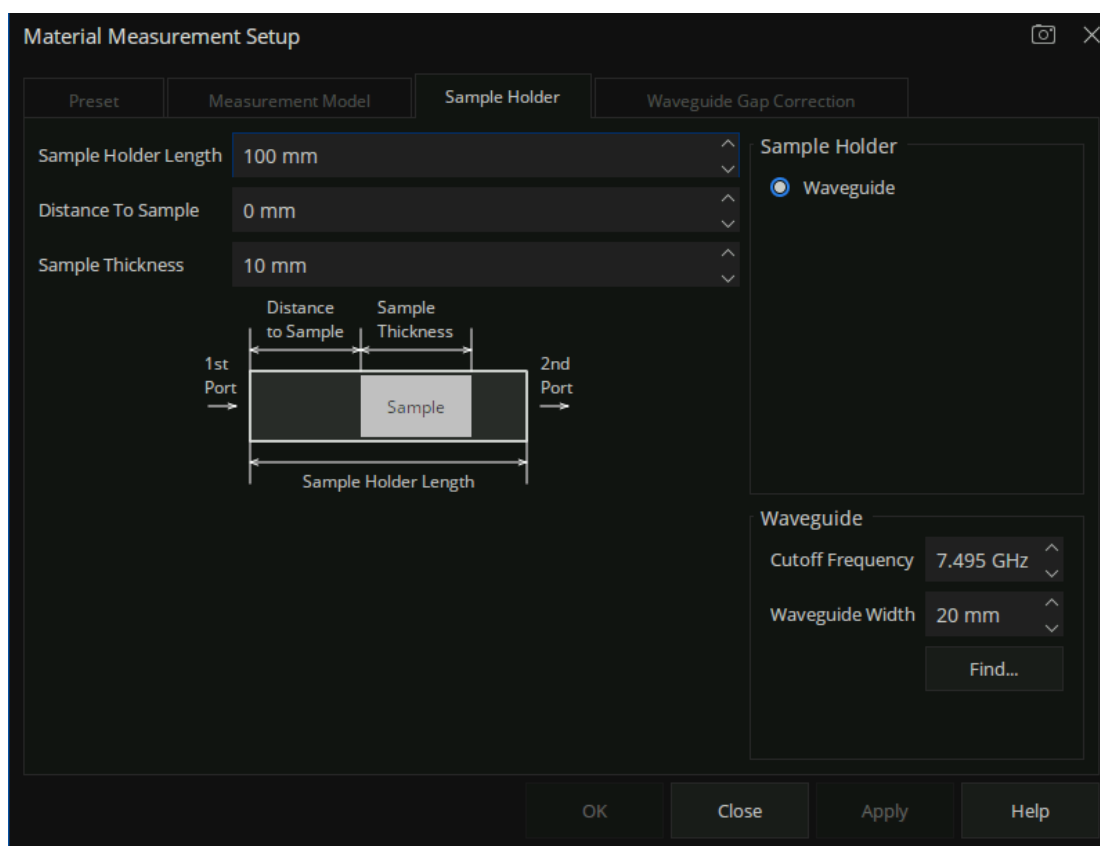 Material Measurement Setup
Preset
Measurement Model
Sample Holder
Waveguide Gap Correction
Sample Holder Length
100 mm
Distance To Sample
0 mm
Sample Thickness
10 mm
Distance
to Sample
Sample
Thickness
1st
Port
2nd
Port
Sample
Sample Holder Length
Sample Holder
Waveguide
Waveguide
Cutoff Frequency
7.495 GHz
Waveguide Width
20 mm
Find...
OK
Close
Apply
Help